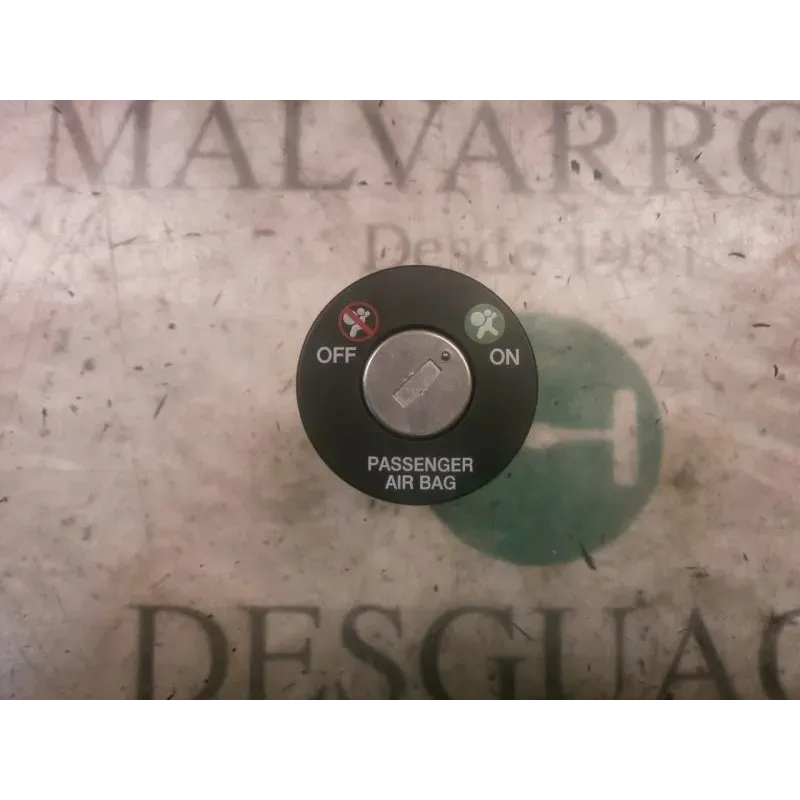 MALVARRO
Desde 1981
OFF
ON
PASSENGER
AIR BAG
DESGUAC